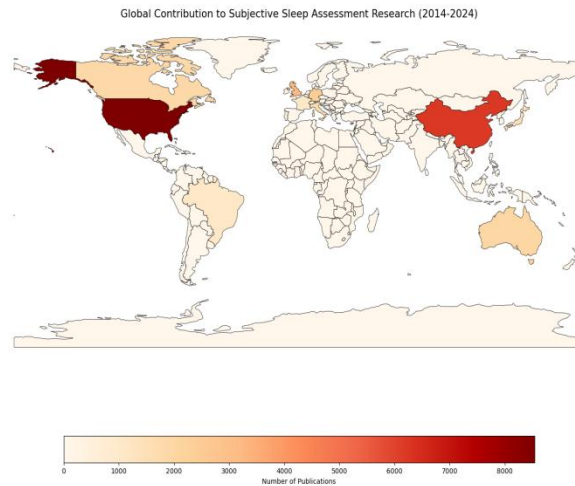 Global Contribution to Subjective Sleep Assessment Research (2014-2024)
0 1000 2000 3000 4000 5000 6000 7000 8000
Number of Publications